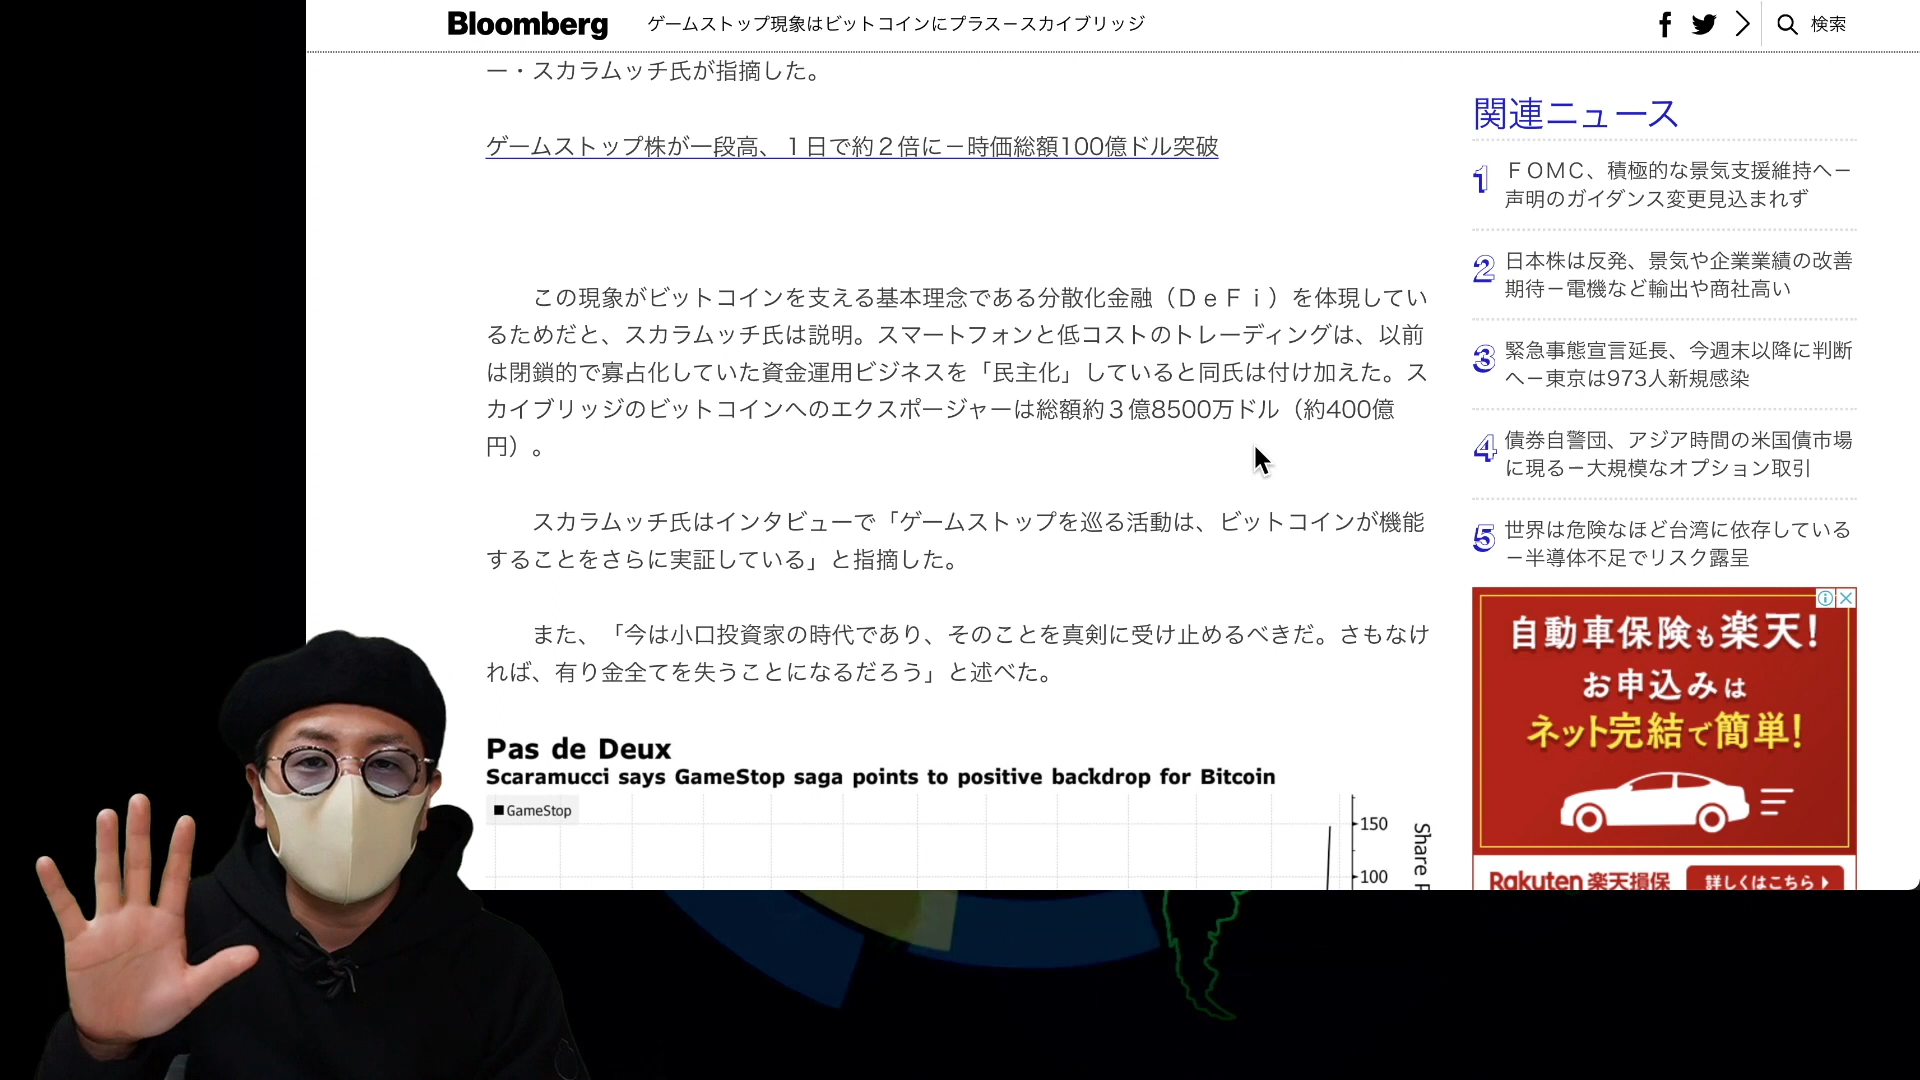 Bloomberg
ゲームストップ現象はビットコインにプラス－スカイブリッジ
検索
ー・スカラムッチ氏が指摘した。
ゲームストップ株が一段高、１日で約２倍に－時価総額100億ドル突破
この現象がビットコインを支える基本理念である分散化金融（ＤｅＦｉ）を体現してい
るためだと、スカラムッチ氏は説明。スマートフォンと低コストのトレーディングは、以前
は閉鎖的で寡占化していた資金運用ビジネスを「民主化」していると同氏は付け加えた。ス
カイブリッジのビットコインへのエクスポージャーは総額約３億8500万ドル（約400億
円）。
スカラムッチ氏はインタビューで「ゲームストップを巡る活動は、ビットコインが機能
することをさらに実証している」と指摘した。
また、「今は小口投資家の時代であり、そのことを真剣に受け止めるべきだ。さもなけ
れば、有り金全てを失うことになるだろう」と述べた。
Pas de Deux
Scaramucci says GameStop saga points to positive backdrop for Bitcoin
GameStop
150
100
Share
関連ニュース
1 ＦＯＭＣ、積極的な景気支援維持へ－
声明のガイダンス変更見込まれず
2 日本株は反発、景気や企業業績の改善
期待－電機など輸出や商社高い
3 緊急事態宣言延長、今週末以降に判断
へ－東京は973人新規感染
4 債券自警団、アジア時間の米国債市場
に現る－大規模なオプション取引
5 世界は危険なほど台湾に依存している
－半導体不足でリスク露呈
自動車保険も楽天!
お申込みは
ネット完結で簡単!
Rakuten 楽天損保
詳しくはこちら